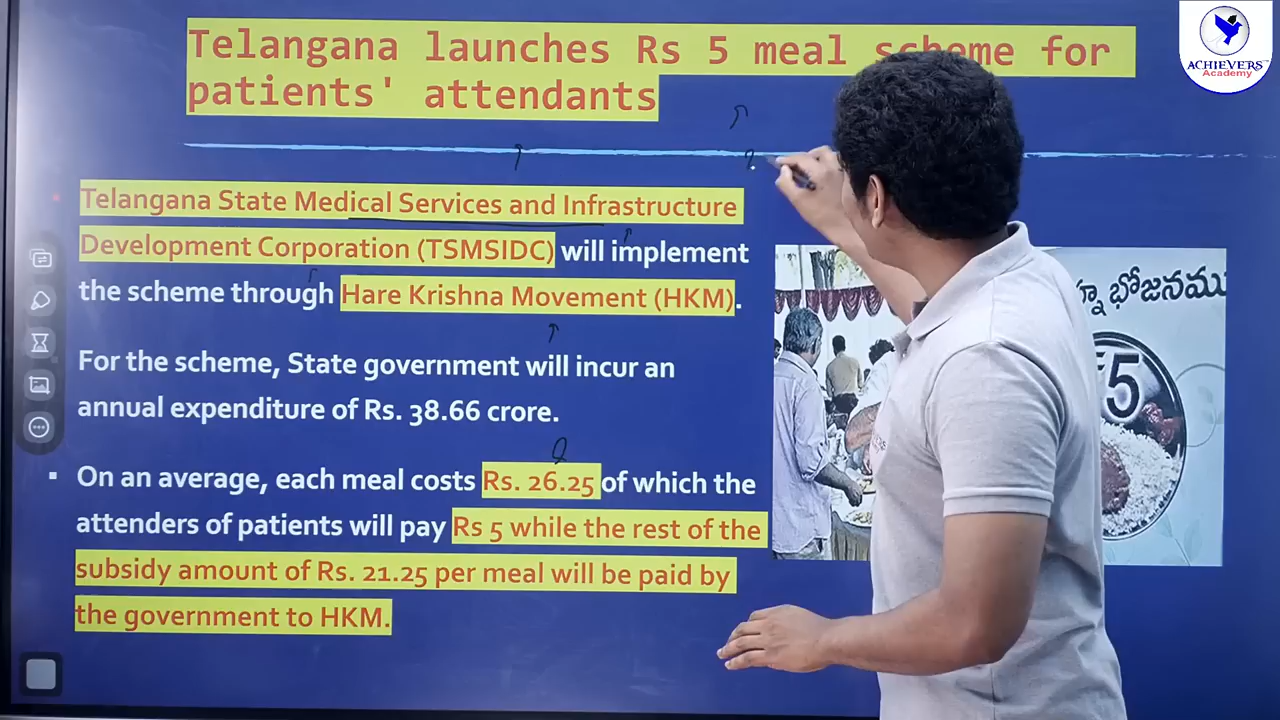 Telangana launches Rs 5 meal scheme for
patients' attendants
ACHIEVERS
Academy
Telangana State Medical Services and Infrastructure
Development Corporation (TSMSIDC) will implement
the scheme through Hare Krishna Movement (HKM).
For the scheme, State government will incur an
annual expenditure of Rs. 38.66 crore.
On an average, each meal costs Rs. 26.25 of which the
attenders of patients will pay Rs 5 while the rest of the
subsidy amount of Rs. 21.25 per meal will be paid by
the government to HKM.
భోజనము
5